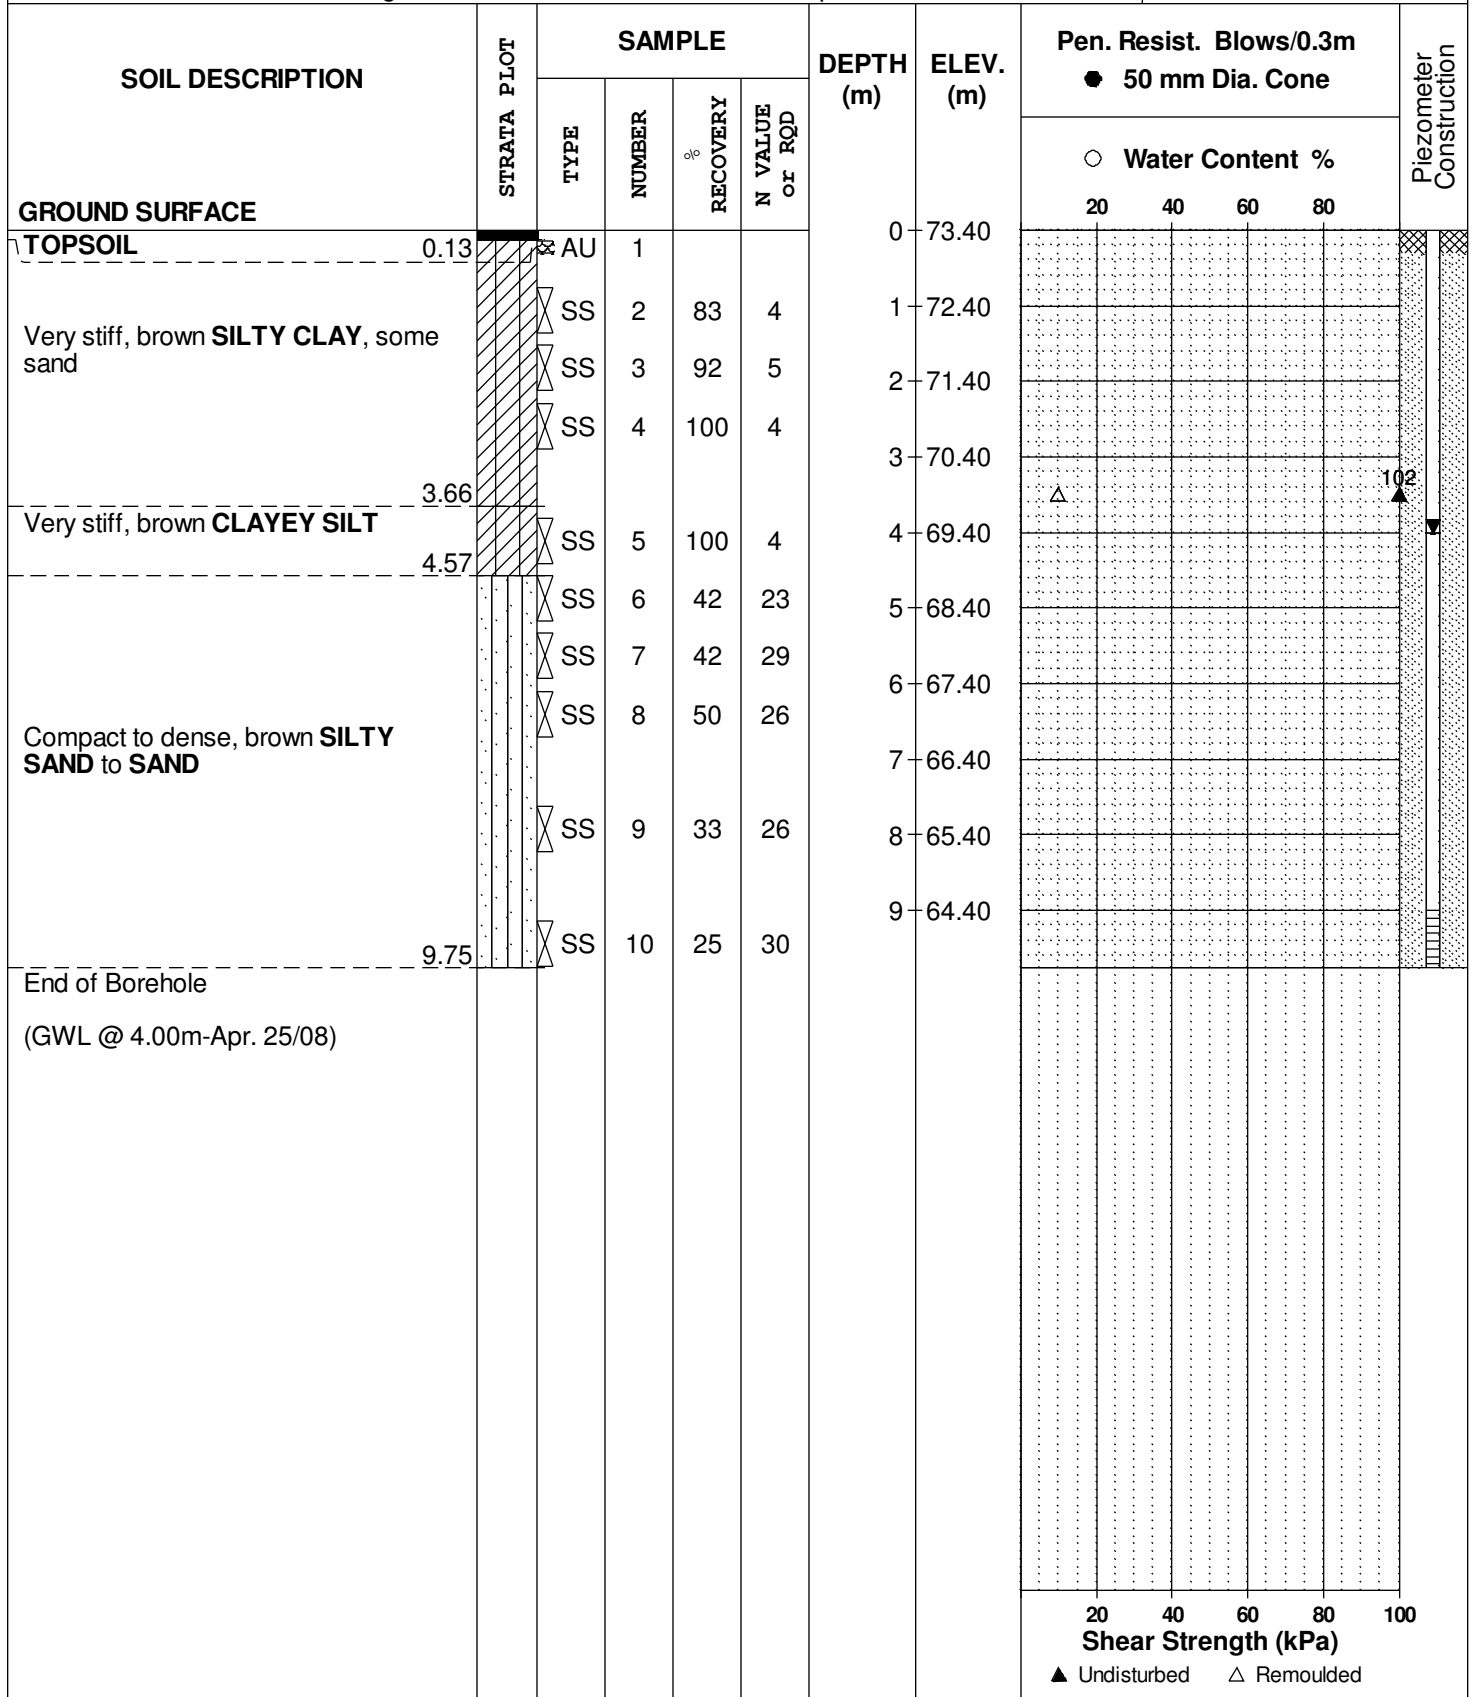 SOIL DESCRIPTION
GROUND SURFACE
STRATA PLOT
SAMPLE
TYPE
NUMBER
% RECOVERY
N VALUE or RQD
DEPTH (m)
ELEV. (m)
Pen. Resist. Blows/0.3m
● 50 mm Dia. Cone
○ Water Content %
20 40 60 80
Piezometer Construction
0 73.40
TOPSOIL 0.13 AU 1
SS 2 83 4 1 72.40
Very stiff, brown SILTY CLAY, some
sand
SS 3 92 5 2 71.40
SS 4 100 4
3 70.40
102
3.66
Very stiff, brown CLAYEY SILT
SS 5 100 4 4 69.40
4.57
SS 6 42 23 5 68.40
SS 7 42 29
6 67.40
SS 8 50 26
Compact to dense, brown SILTY
SAND to SAND
7 66.40
SS 9 33 26 8 65.40
9 64.40
SS 10 25 30
9.75
End of Borehole
(GWL @ 4.00m-Apr. 25/08)
20 40 60 80 100
Shear Strength (kPa)
▲ Undisturbed △ Remoulded